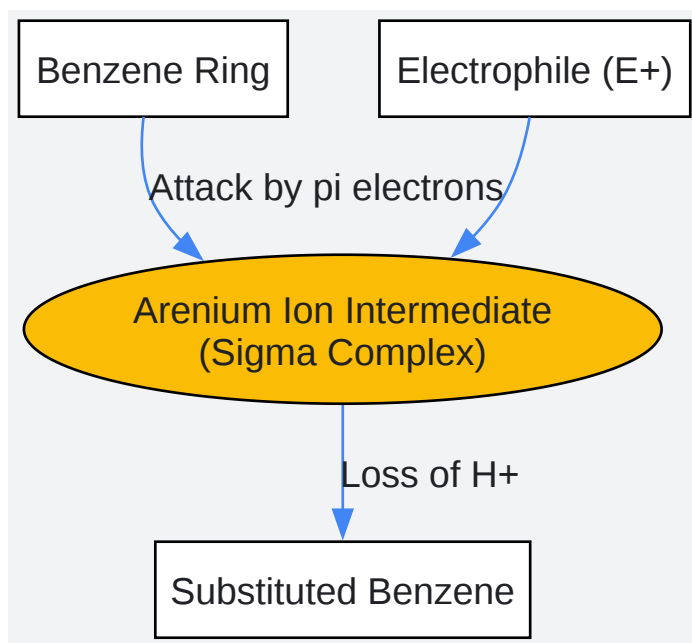 Benzene Ring
Electrophile (E+)
Attack by pi electrons
Arenium Ion Intermediate
(Sigma Complex)
Loss of H+
Substituted Benzene